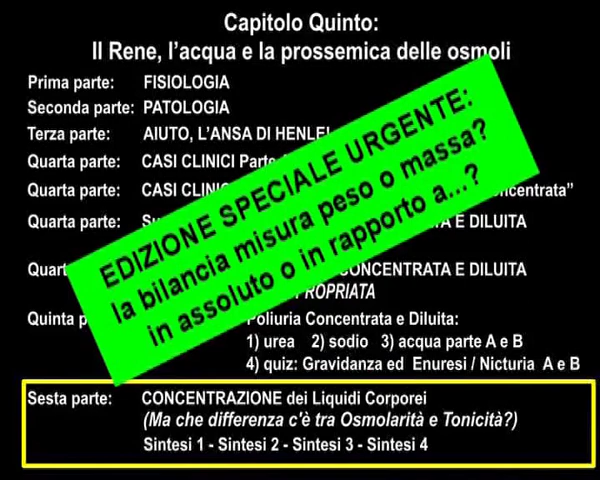 Capitolo Quinto:
Il Rene, l'acqua e la prossemica delle osmoli
Prima parte: FISIOLOGIA
Seconda parte: PATOLOGIA
Terza parte: AIUTO, L'ANSA DI HENLE!
Quarta parte: CASI CLINICI
Quarta parte:
Quarta parte: E DILUITA
CONCENTRATA E DILUITA
EDIZIONE SPECIALE URGENTE:
la bilancia misura peso o massa?
in assoluto o in rapporto a...?
Poliuria Concentrata e Diluita:
1) urea 2) sodio 3) acqua parte A e B
4) quiz: Gravidanza ed Enuresi / Nicturia A e B
Sesta parte: CONCENTRAZIONE dei Liquidi Corporei
(Ma che differenza c'è tra Osmolarità e Tonicità?)
Sintesi 1 - Sintesi 2 - Sintesi 3 - Sintesi 4